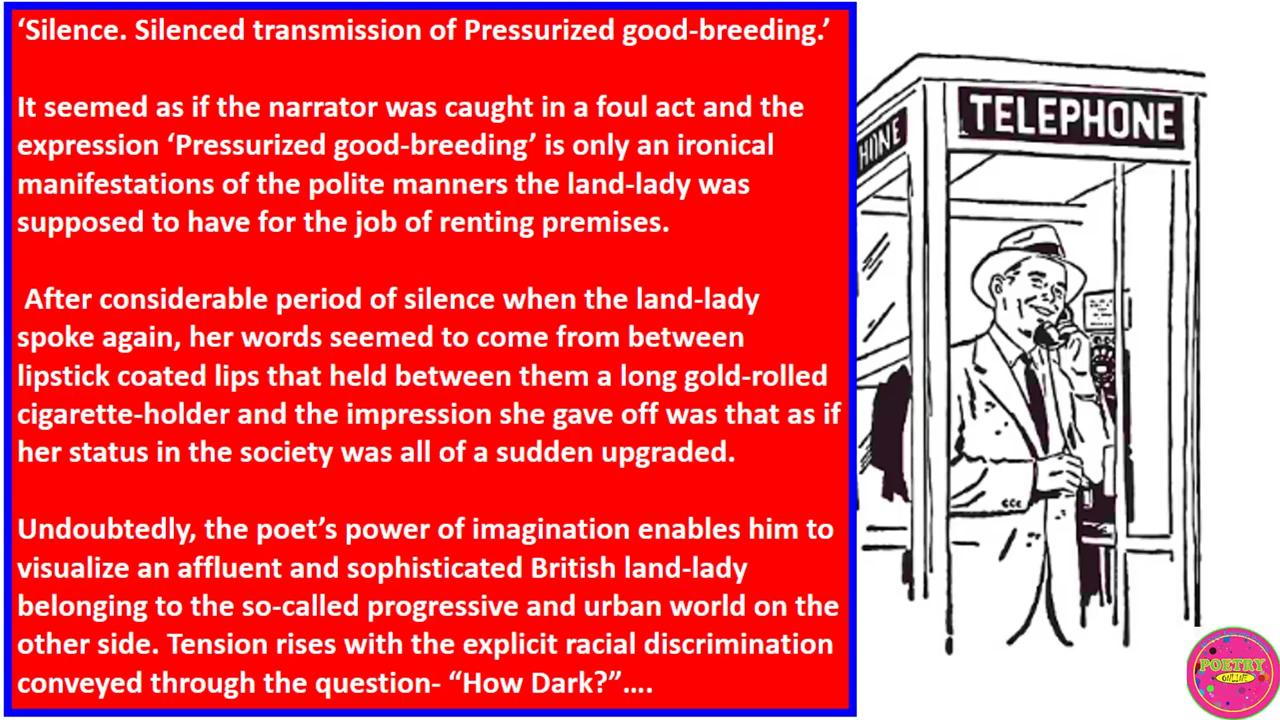 ‘Silence. Silenced transmission of Pressurized good-breeding.’
It seemed as if the narrator was caught in a foul act and the
expression ‘Pressurized good-breeding’ is only an ironical
manifestations of the polite manners the land-lady was
supposed to have for the job of renting premises.
After considerable period of silence when the land-lady
spoke again, her words seemed to come from between
lipstick coated lips that held between them a long gold-rolled
cigarette-holder and the impression she gave off was that as if
her status in the society was all of a sudden upgraded.
Undoubtedly, the poet’s power of imagination enables him to
visualize an affluent and sophisticated British land-lady
belonging to the so-called progressive and urban world on the
other side. Tension rises with the explicit racial discrimination
conveyed through the question- “How Dark?”....
TELEPHONE
HONE
POETRY
ONLINE